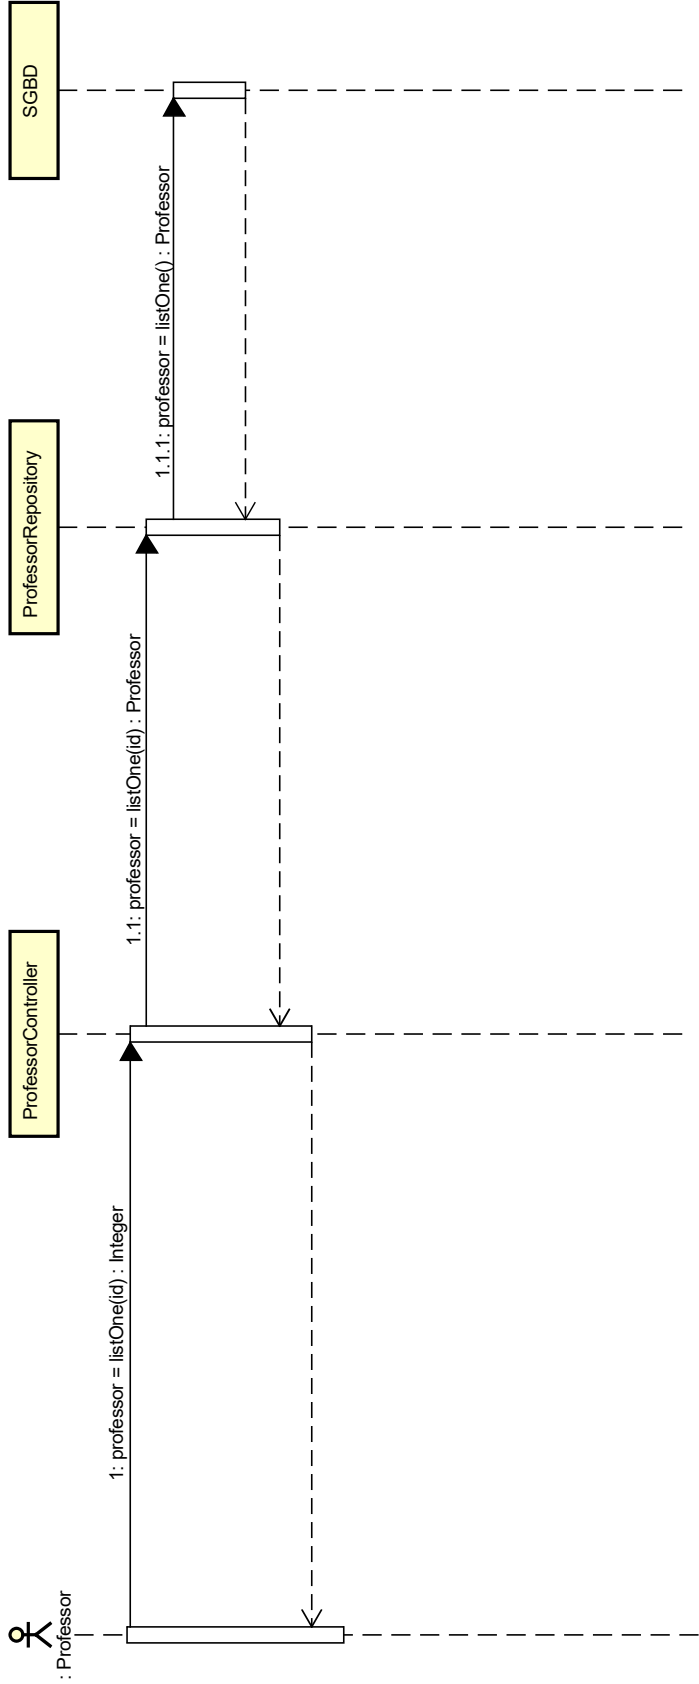 : Professor
ProfessorController
ProfessorRepository
SGBD
1: professor = listOne(id) : Integer
1.1: professor = listOne(id) : Professor
1.1.1: professor = listOne() : Professor